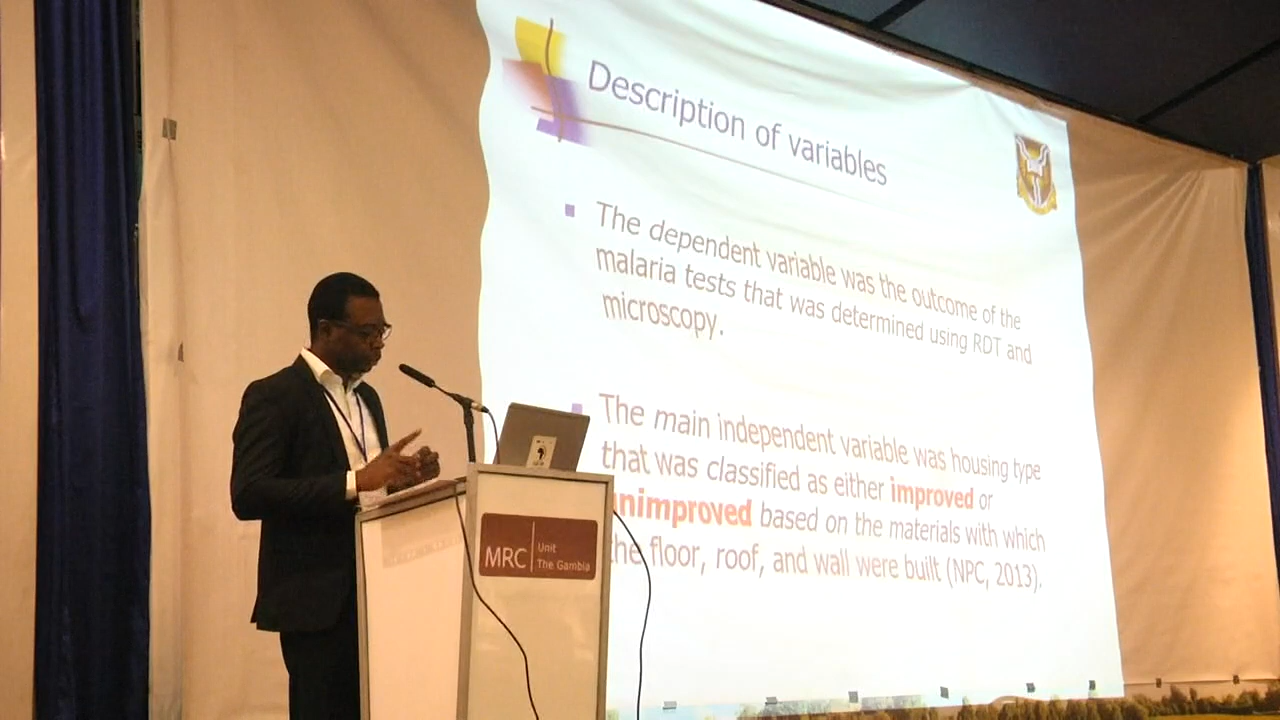 Description of variables
The dependent variable was the outcome of the
malaria tests that was determined using RDT and
microscopy.
The main independent variable was housing type
that was classified as either improved or
unimproved based on the materials with which
the floor, roof, and wall were built (NPC, 2013).
MRC
Unit
The Gambia